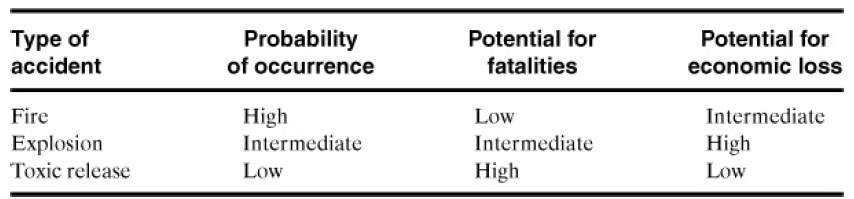 Type of accident Probability of occurrence Potential for fatalities Potential for economic loss
Fire High Low Intermediate
Explosion Intermediate Intermediate High
Toxic release Low High Low